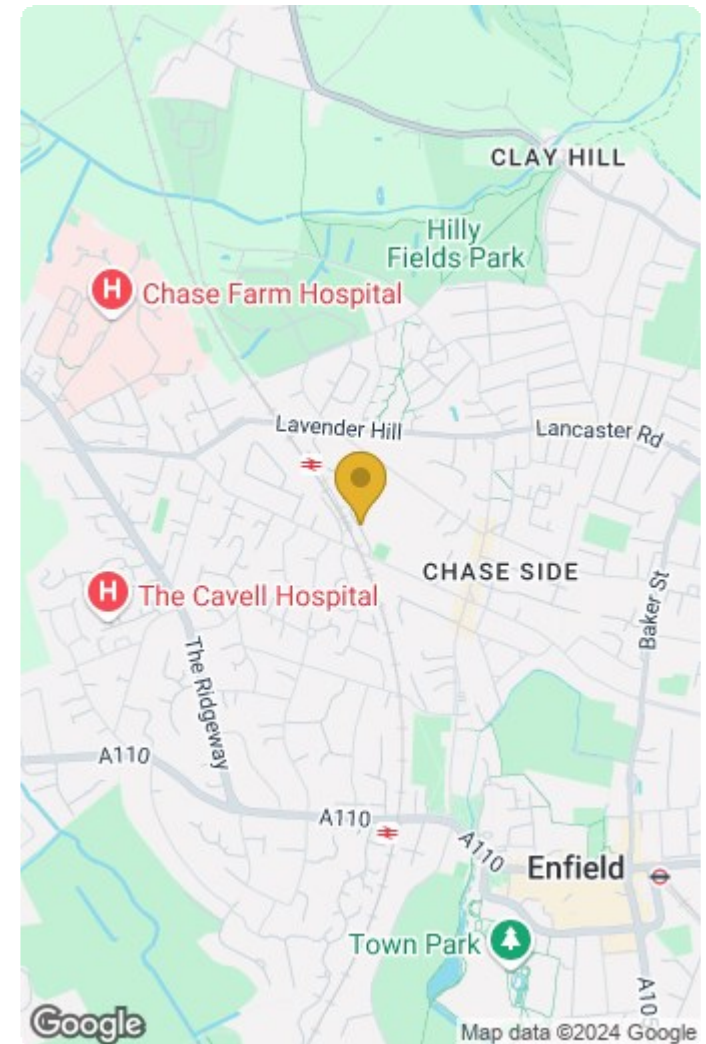 CLAY HILL
Hilly
Fields Park
H
Chase Farm Hospital
Lavender Hill
Lancaster Rd
CHASE SIDE
H
The Cavell Hospital
Baker St
The Ridgeway
A110
A110
A110
Enfield
Town Park
A105
Google
Map data ©2024 Google